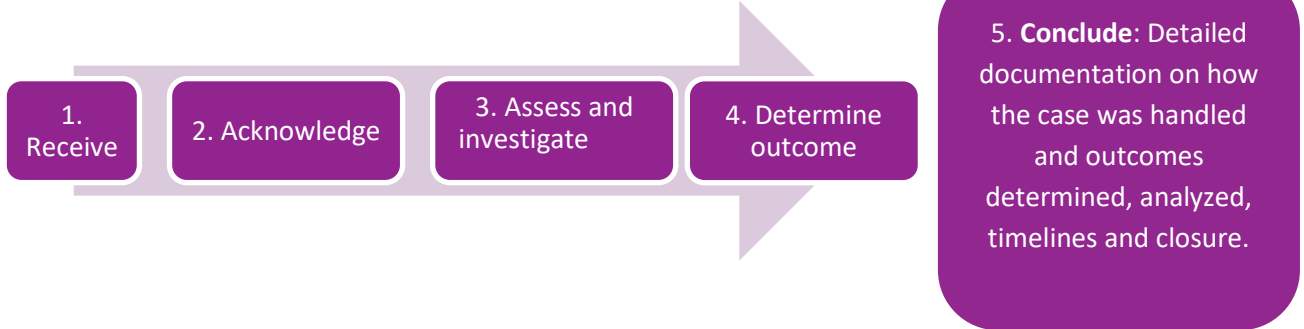 1.
Receive
2. Acknowledge
3. Assess and
investigate
4. Determine
outcome
5. Conclude: Detailed
documentation on how
the case was handled
and outcomes
determined, analyzed,
timelines and closure.